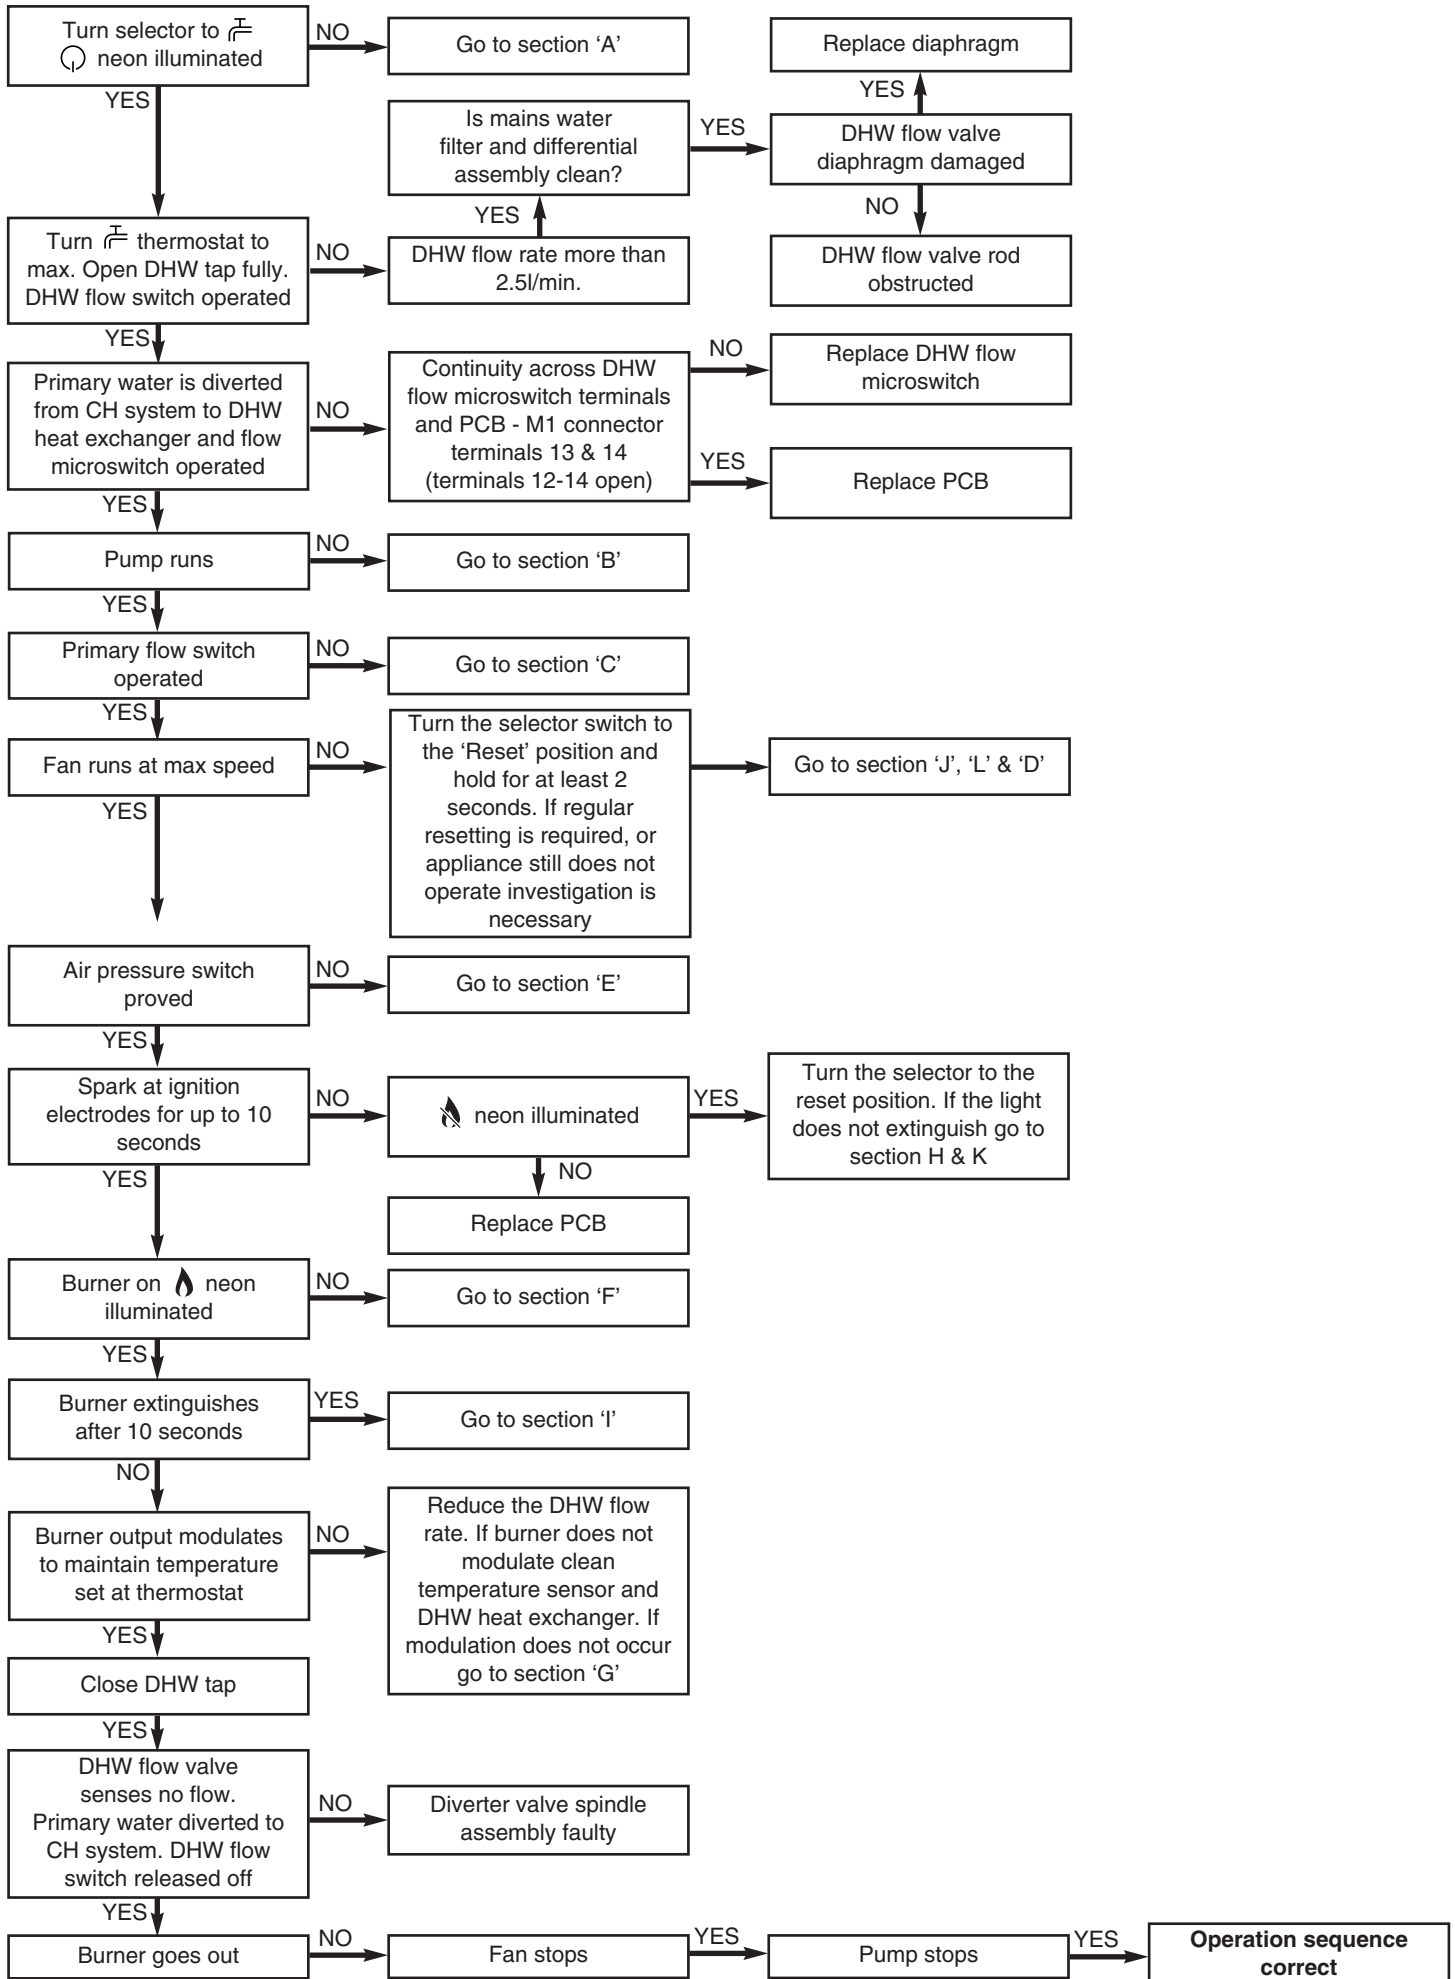 Turn selector to
neon illuminated
NO
Go to section ‘A’
Replace diaphragm
YES
YES
Is mains water
filter and differential
assembly clean?
YES
DHW flow valve
diaphragm damaged
YES
NO
Turn thermostat to
max. Open DHW tap fully.
DHW flow switch operated
NO
DHW flow rate more than
2.5l/min.
DHW flow valve rod
obstructed
YES
Primary water is diverted
from CH system to DHW
heat exchanger and flow
microswitch operated
NO
Continuity across DHW
flow microswitch terminals
and PCB - M1 connector
terminals 13 & 14
(terminals 12-14 open)
NO
Replace DHW flow
microswitch
YES
Replace PCB
YES
Pump runs
NO
Go to section ‘B’
YES
Primary flow switch
operated
NO
Go to section ‘C’
YES
Fan runs at max speed
NO
Turn the selector switch to
the ‘Reset’ position and
hold for at least 2
seconds. If regular
resetting is required, or
appliance still does not
operate investigation is
necessary
Go to section ‘J’, ‘L’ & ‘D’
YES
Air pressure switch
proved
NO
Go to section ‘E’
YES
Spark at ignition
electrodes for up to 10
seconds
NO
neon illuminated
YES
Turn the selector to the
reset position. If the light
does not extinguish go to
section H & K
YES
NO
Replace PCB
Burner on neon
illuminated
NO
Go to section ‘F’
YES
Burner extinguishes
after 10 seconds
YES
Go to section ‘I’
NO
Burner output modulates
to maintain temperature
set at thermostat
NO
Reduce the DHW flow
rate. If burner does not
modulate clean
temperature sensor and
DHW heat exchanger. If
modulation does not occur
go to section ‘G’
YES
Close DHW tap
YES
DHW flow valve
senses no flow.
Primary water diverted to
CH system. DHW flow
switch released off
NO
Diverter valve spindle
assembly faulty
YES
Burner goes out
NO
Fan stops
YES
Pump stops
YES
Operation sequence
correct